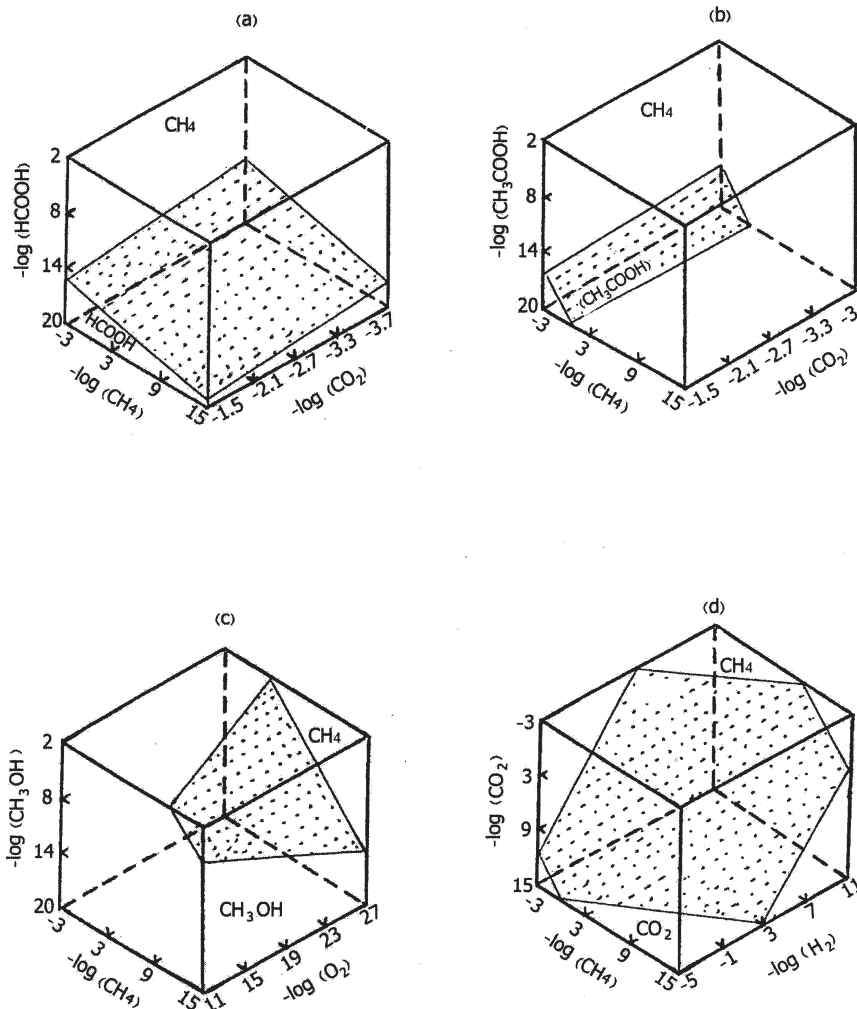 (a)
CH₄
-log (HCOOH)
2
8
14
20
HCOOH
-3
3
9
15
-log (CH₄)
-1.5
-2.1
-2.7
-3.3
-3.7
-log (CO₂)
(b)
CH₄
-log (CH₃COOH)
2
8
14
20
(CH₃COOH)
-3
3
9
15
-log (CH₄)
-1.5
-2.1
-2.7
-3.3
-log (CO₂)
(c)
CH₄
-log (CH₃OH)
2
8
14
20
CH₃OH
-3
3
9
15
-log (CH₄)
11
15
19
23
27
-log (O₂)
(d)
CH₄
-log (CO₂)
-3
3
9
15
CO₂
-3
3
9
15
-log (CH₄)
-5
-1
3
7
11
-log (H₂)